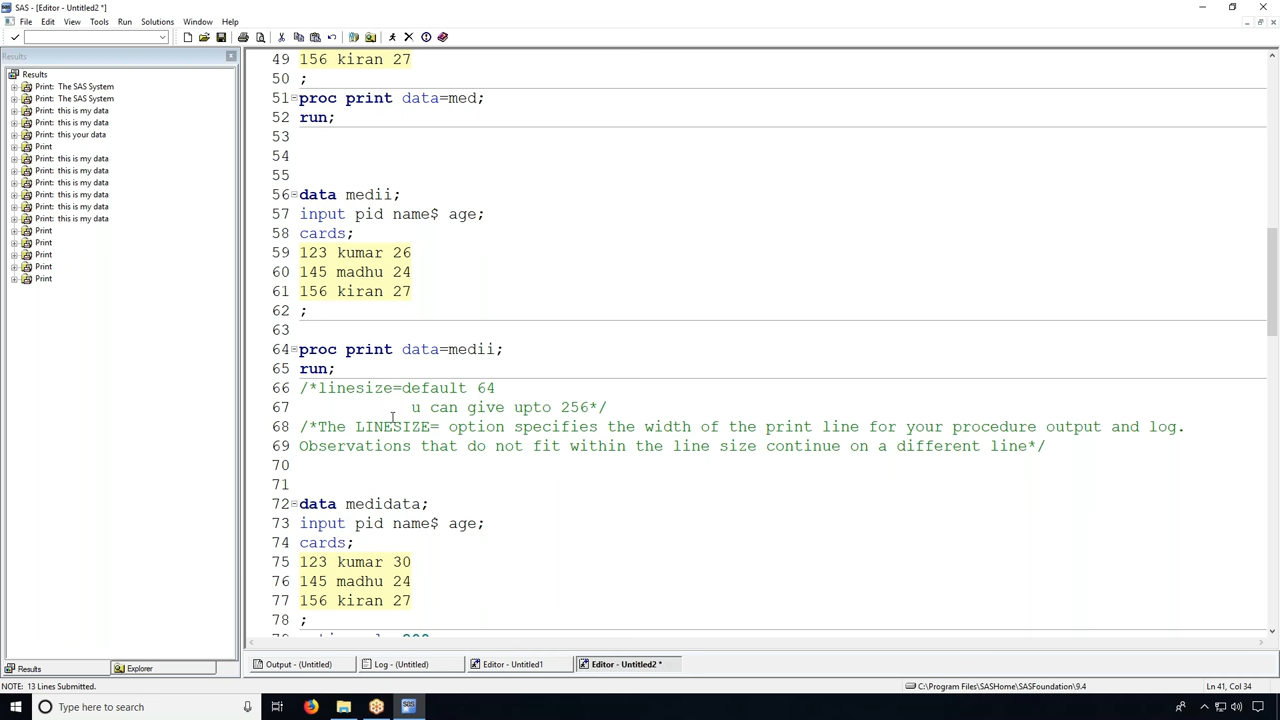 SAS - [Editor - Untitled2 *]
File Edit View Tools Run Solutions Window Help
Results
Results
Print: The SAS System
Print: The SAS System
Print: this is my data
Print: this is my data
Print: this your data
Print
Print: this is my data
Print: this is my data
Print: this is my data
Print: this is my data
Print: this is my data
Print: this is my data
Print
Print
Print
Print
Print
49 156 kiran 27
50 ;
51 proc print data=med;
52 run;
53
54
55
56 data medii;
57 input pid name$ age;
58 cards;
59 123 kumar 26
60 145 madhu 24
61 156 kiran 27
62 ;
63
64 proc print data=medii;
65 run;
66 /*linesize=default 64
67 u can give upto 256*/
68 /*The LINESIZE= option specifies the width of the print line for your procedure output and log.
69 Observations that do not fit within the line size continue on a different line*/
70
71
72 data medidata;
73 input pid name$ age;
74 cards;
75 123 kumar 30
76 145 madhu 24
77 156 kiran 27
78 ;
Results Explorer
Output - (Untitled) Log - (Untitled) Editor - Untitled1 Editor - Untitled2 *
NOTE: 13 Lines Submitted. C:\Program Files\SASHome\SASFoundation\9.4 Ln 41, Col 34
Type here to search